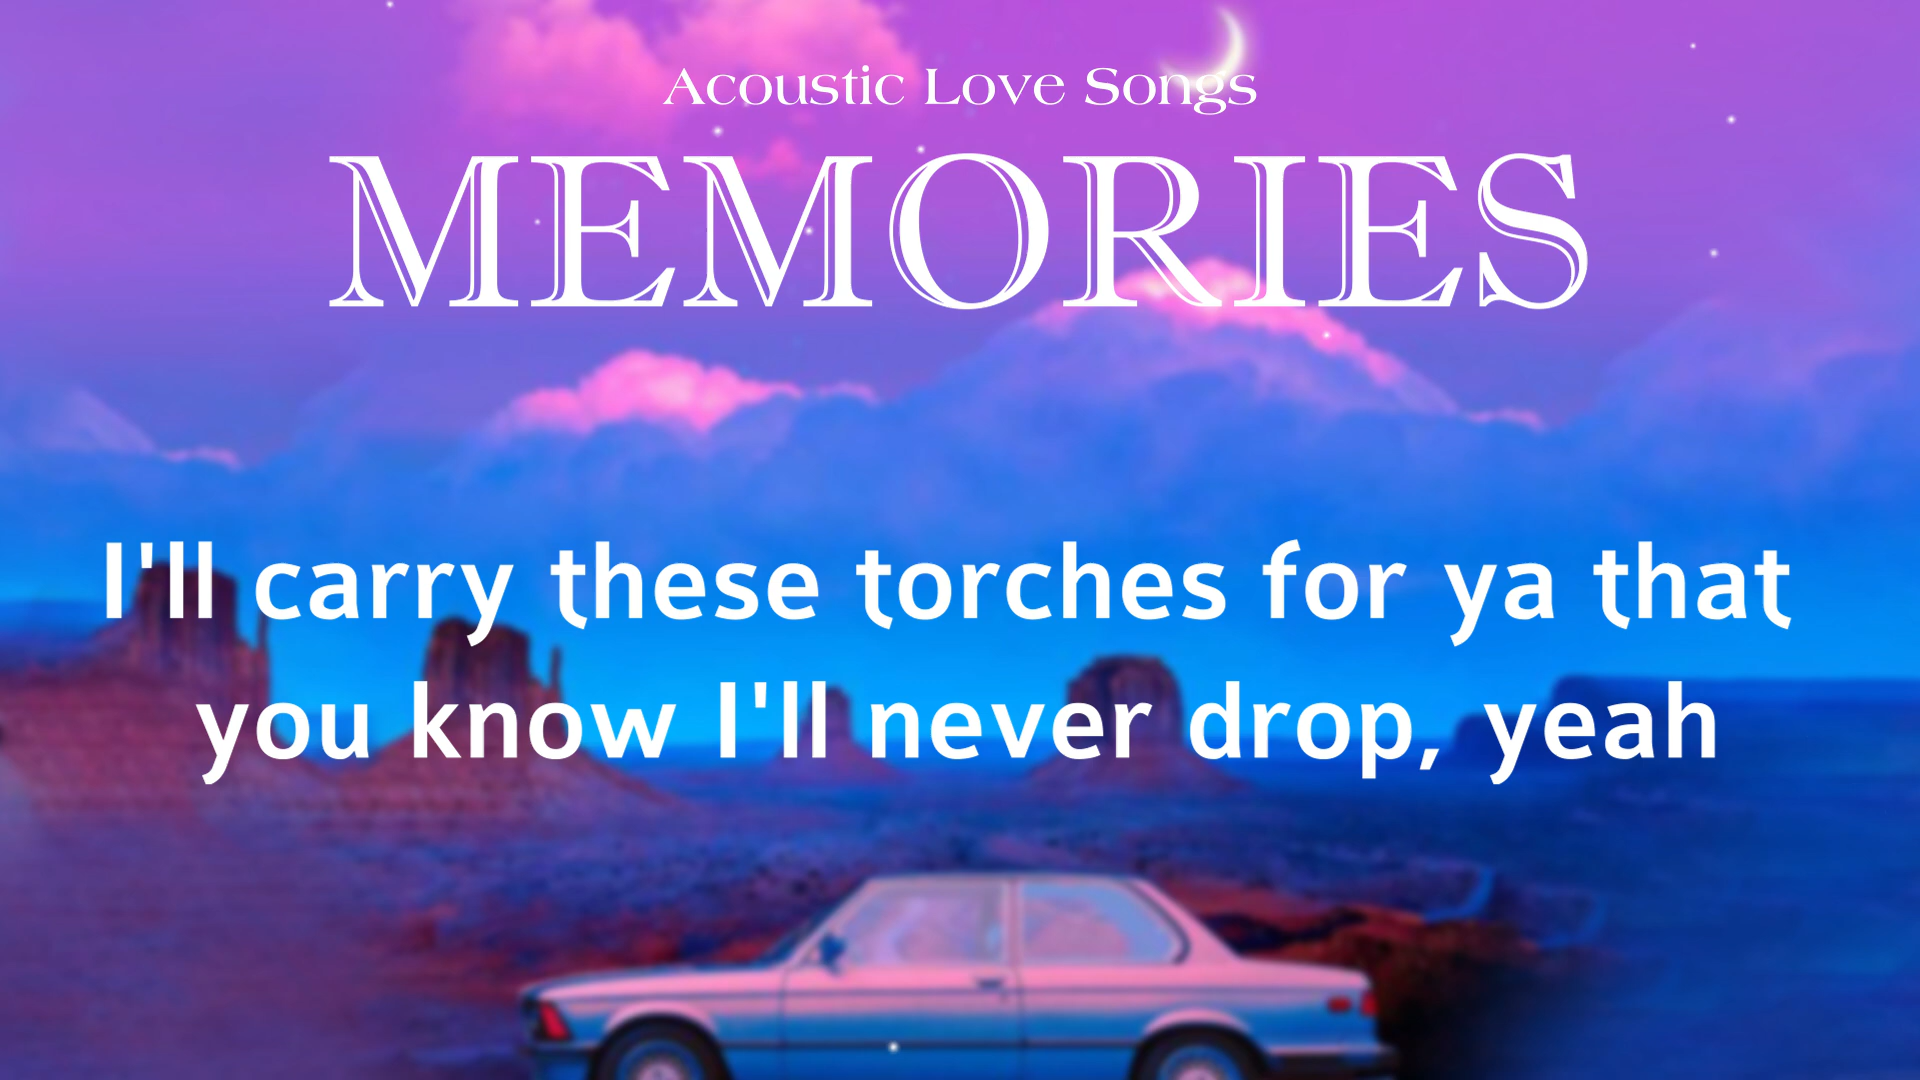 Acoustic Love Songs
MEMORIES
I'll carry these torches for ya that
you know I'll never drop, yeah